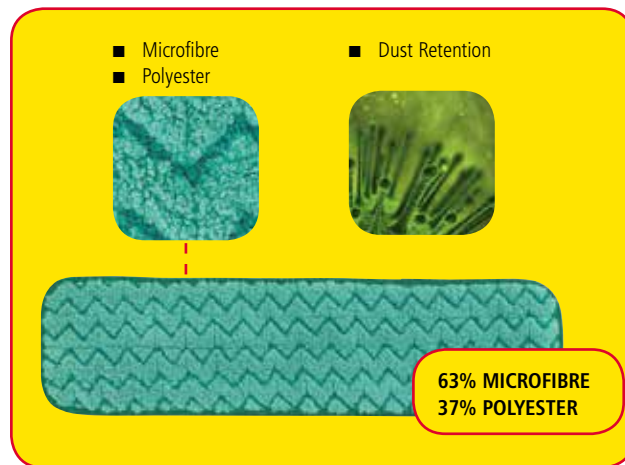 Microfibre
Polyester
Dust Retention
63% MICROFIBRE
37% POLYESTER